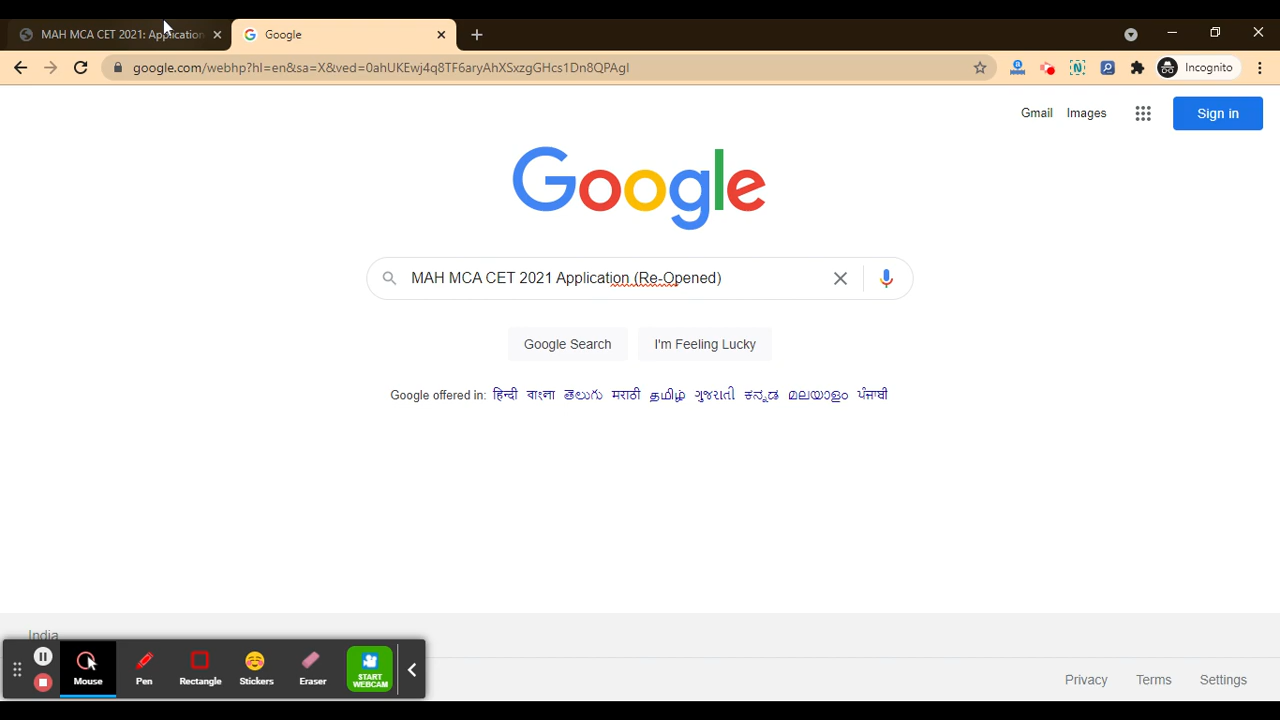 MAH MCA CET 2021: Application
Google
google.com/webhp?hl=en&sa=X&ved=0ahUKEwj4q8TF6aryAhXSxzgGHcs1Dn8QPAgI
Incognito
Gmail Images Sign in
Google
MAH MCA CET 2021 Application (Re-Opened)
Google Search I'm Feeling Lucky
Google offered in: हिन्दी বাংলা తెలుగు मराठी தமிழ் ગુજરાતી ಕನ್ನಡ മലയാളം ਪੰਜਾਬੀ
India
Mouse Pen Rectangle Stickers Eraser START WEBCAM
Privacy Terms Settings